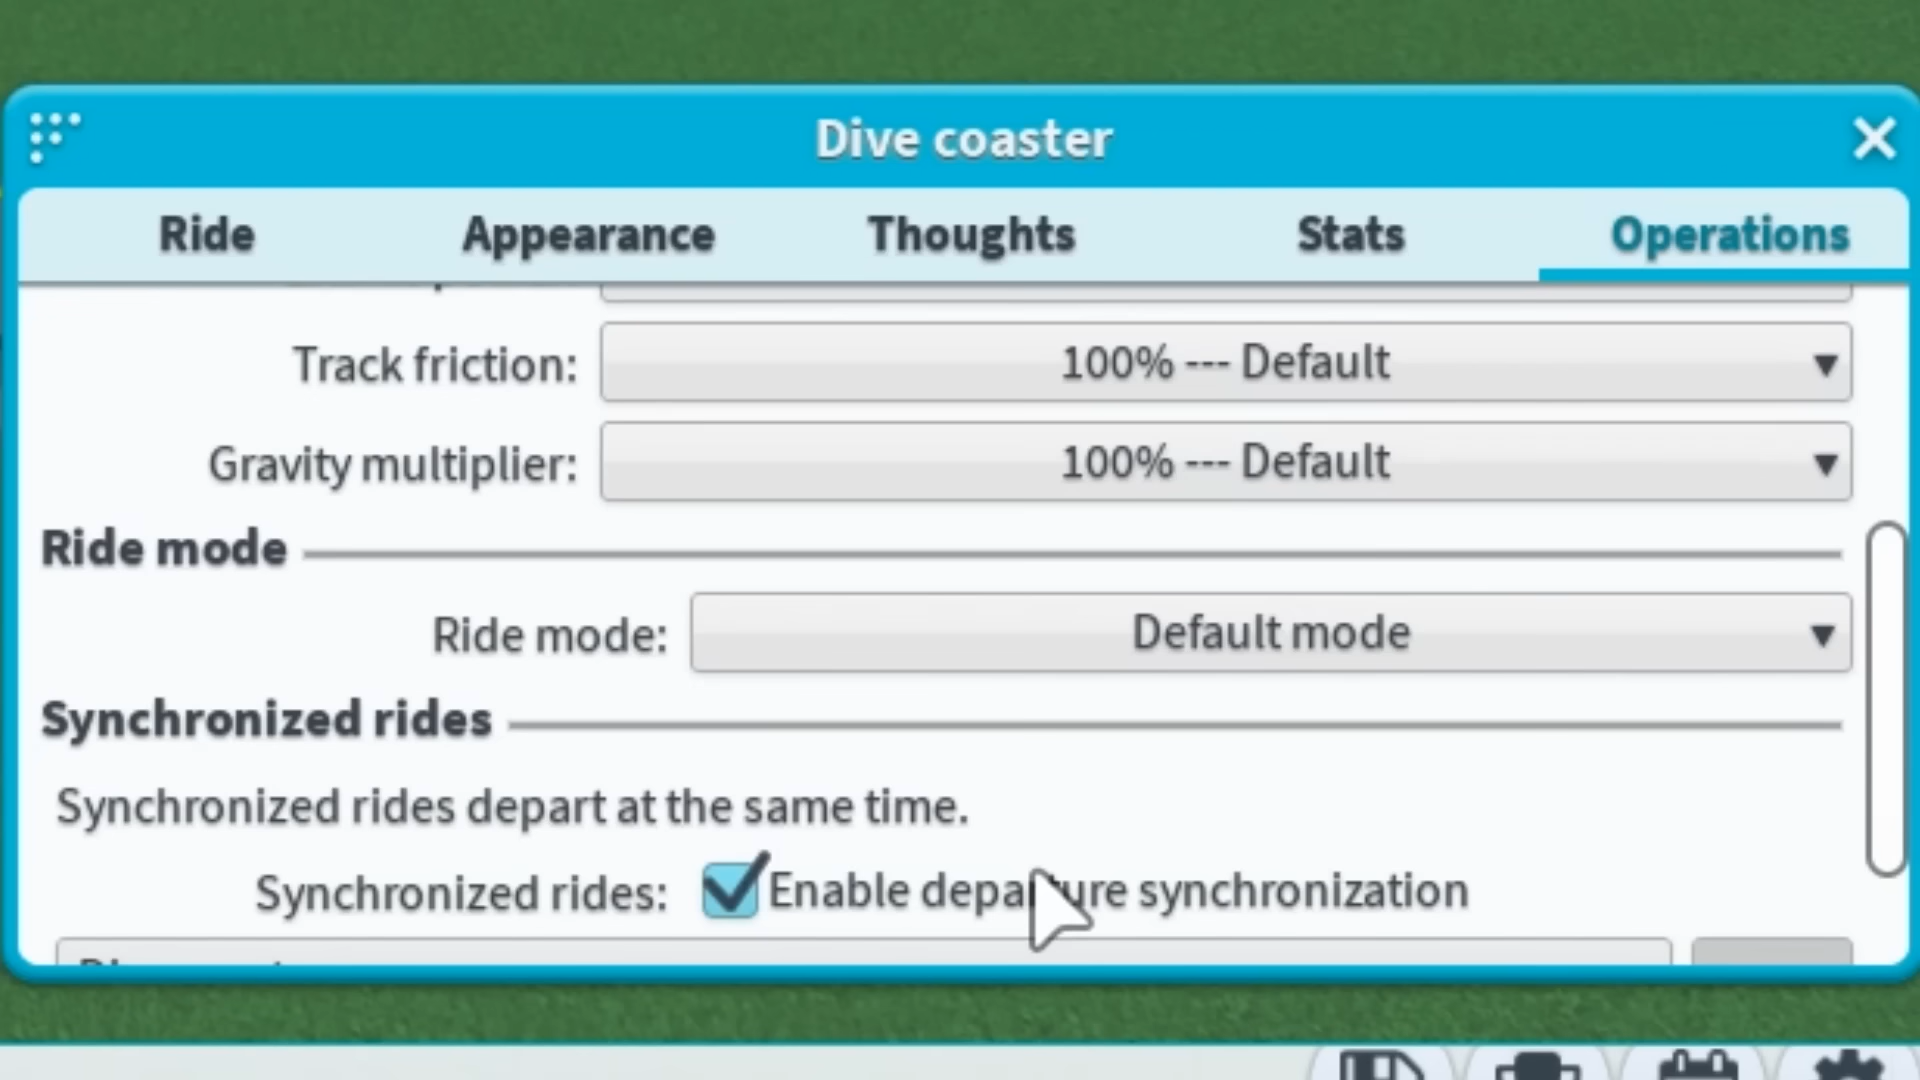 Dive coaster
Ride Appearance Thoughts Stats Operations
Track friction: 100% --- Default
Gravity multiplier: 100% --- Default
Ride mode
Ride mode: Default mode
Synchronized rides
Synchronized rides depart at the same time.
Synchronized rides: Enable departure synchronization